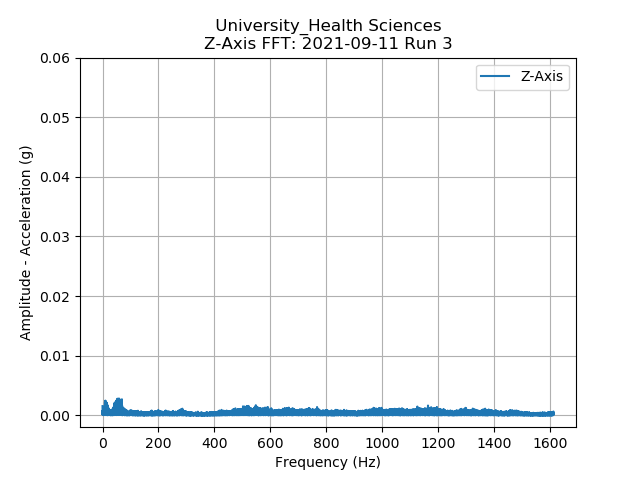 University_Health Sciences
Z-Axis FFT: 2021-09-11 Run 3
Z-Axis
0.06
0.05
0.04
0.03
0.02
0.01
0.00
Amplitude - Acceleration (g)
0 200 400 600 800 1000 1200 1400 1600
Frequency (Hz)